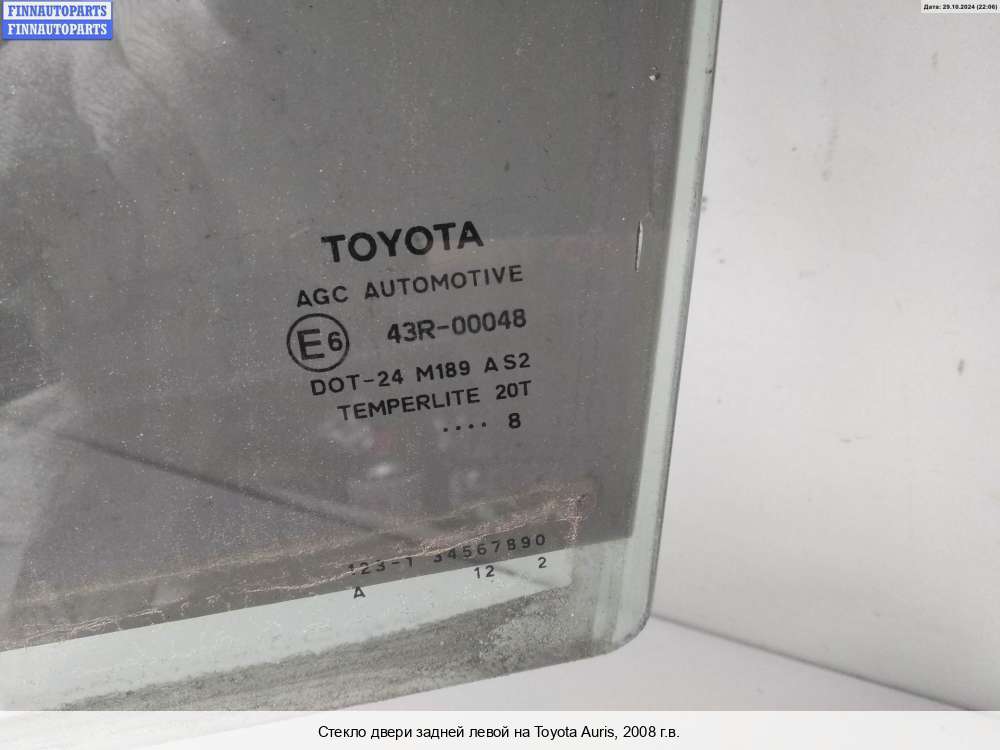 FINNAUTOPARTS
FINNAUTOPARTS
Дата: 29.10.2024 (22:06)
TOYOTA
AGC AUTOMOTIVE
E6 43R-00048
DOT-24 M189 AS2
TEMPERLITE 20T
.... 8
123-1 34567890
A 12 2
Стекло двери задней левой на Toyota Auris, 2008 г.в.